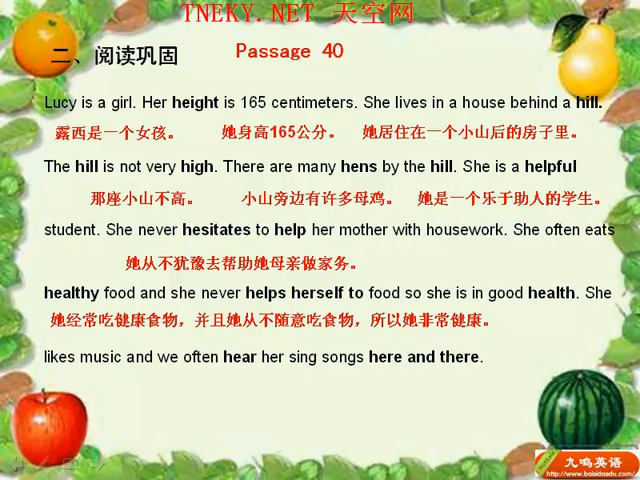 TNEKY.NET 天空网
二、阅读巩固
Passage 40
Lucy is a girl. Her height is 165 centimeters. She lives in a house behind a hill.
露西是一个女孩。 她身高165公分。 她居住在一个小山后的房子里。
The hill is not very high. There are many hens by the hill. She is a helpful
那座小山不高。 小山旁边有许多母鸡。 她是一个乐于助人的学生。
student. She never hesitates to help her mother with housework. She often eats
她从不犹豫去帮助她母亲做家务。
healthy food and she never helps herself to food so she is in good health. She
她经常吃健康食物，并且她从不随意吃食物，所以她非常健康。
likes music and we often hear her sing songs here and there.
九鸣英语